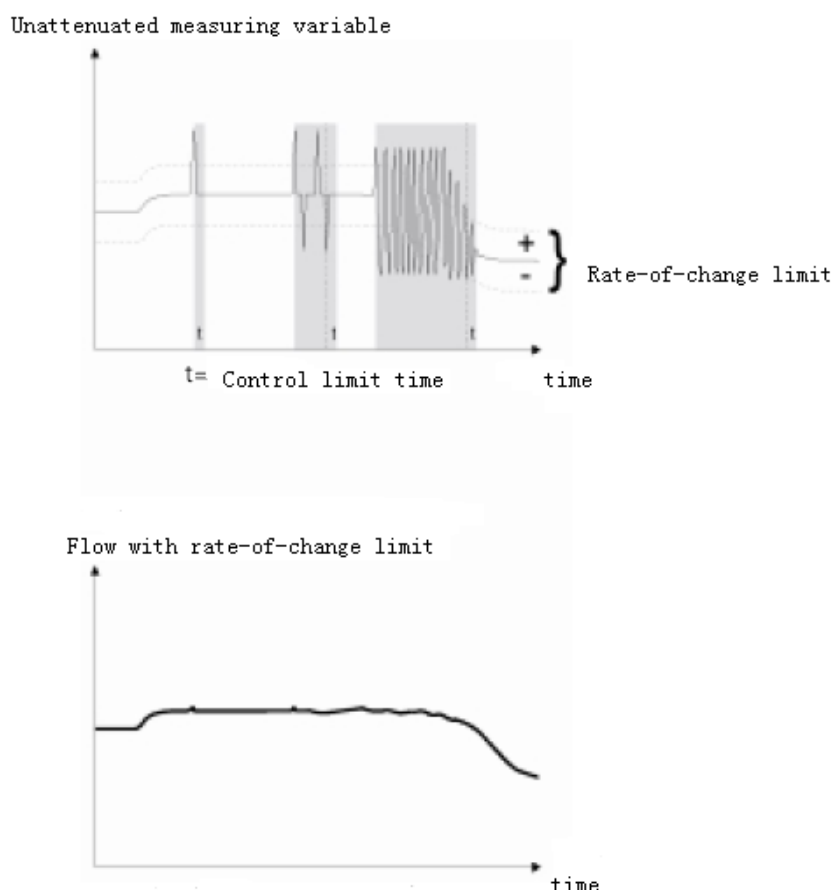 Unattenuated measuring variable
+
-
Rate-of-change limit
t t t
t= Control limit time
time
Flow with rate-of-change limit
time